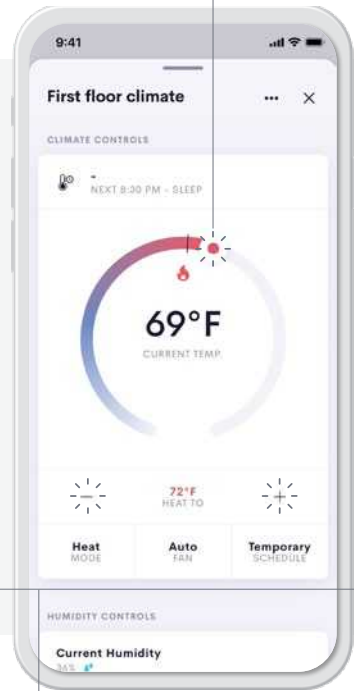 9:41
First floor climate
CLIMATE CONTROLS
-
NEXT 8:30 PM - SLEEP
69°F
CURRENT TEMP.
72°F
HEAT TO
Heat
MODE
Auto
FAN
Temporary
SCHEDULE
HUMIDITY CONTROLS
Current Humidity
36%